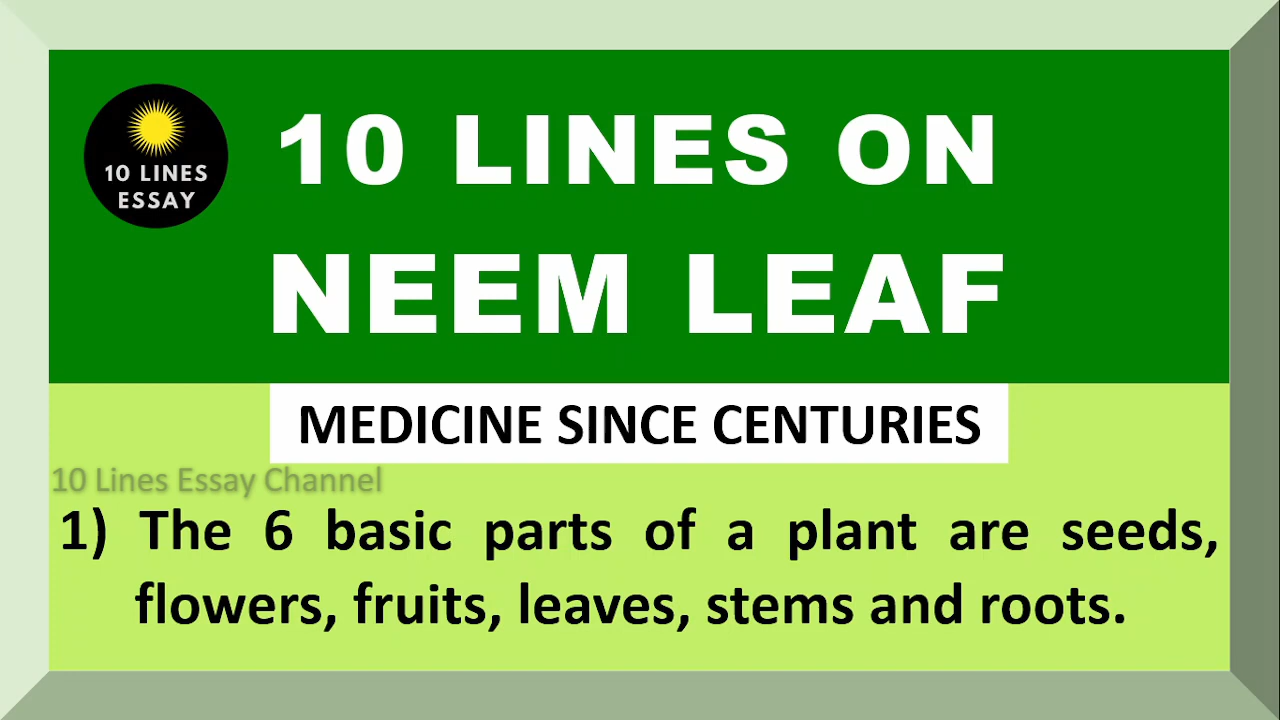 10 LINES
ESSAY
10 LINES ON
NEEM LEAF
MEDICINE SINCE CENTURIES
10 Lines Essay Channel
1) The 6 basic parts of a plant are seeds,
flowers, fruits, leaves, stems and roots.